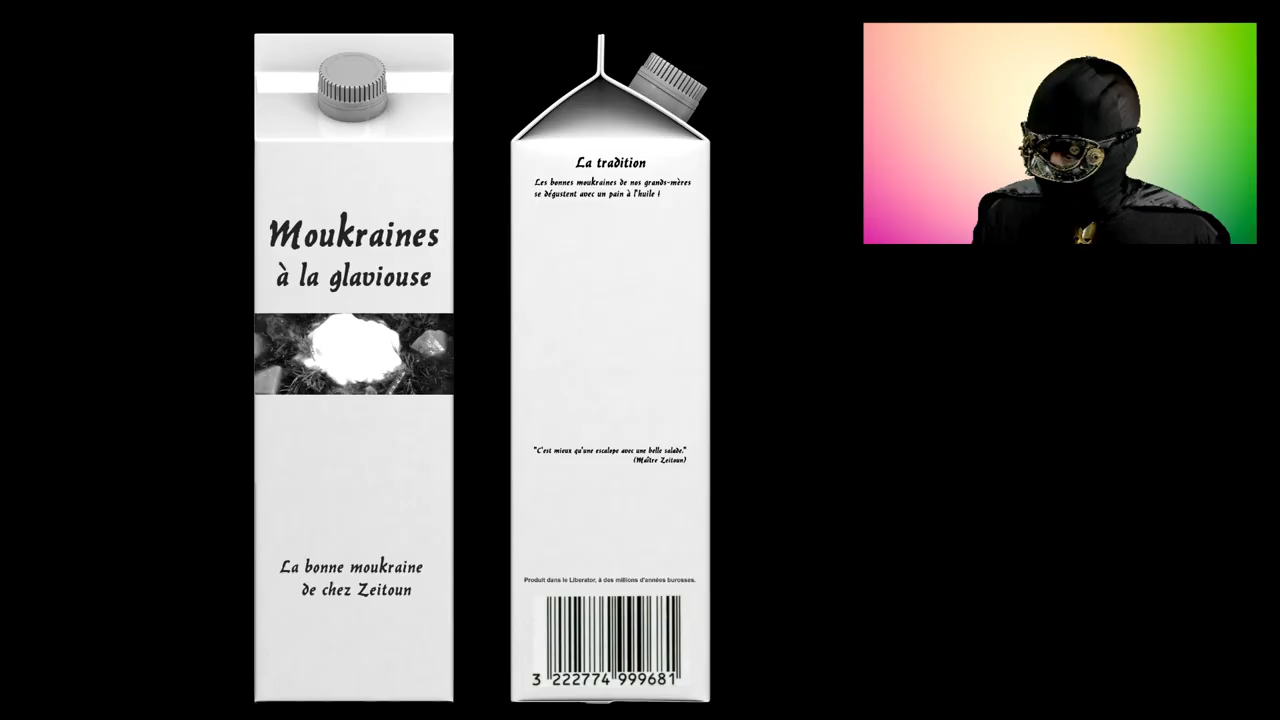 Moukraines
à la glaviouse
La bonne moukraine
de chez Zeitoun
La tradition
Les bonnes moukraines de nos grands-mères
se dégustent avec un pain à l'huile !
"C'est mieux qu'une escalope avec une belle salade."
(Maître Zeitoun)
Produit dans le Liberator, à des millions d'années burosses.
3 222774 999681